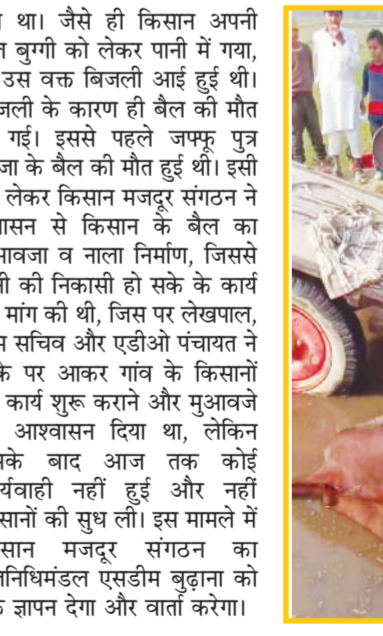 था। जैसे ही किसान अपनी
बुग्गी को लेकर पानी में गया,
उस वक्त बिजली आई हुई थी।
जली के कारण ही बैल की मौत
गई। इससे पहले जफ्फू पुत्र
जा के बैल की मौत हुई थी। इसी
लेकर किसान मजदूर संगठन ने
ासन से किसान के बैल का
आवजा व नाला निर्माण, जिससे
ी की निकासी हो सके के कार्य
मांग की थी, जिस पर लेखपाल,
सचिव और एडीओ पंचायत ने
के पर आकर गांव के किसानों
कार्य शुरू कराने और मुआवजे
आश्वासन दिया था, लेकिन
के बाद आज तक कोई
र्यवाही नहीं हुई और नहीं
सानों की सुध ली। इस मामले में
सान मजदूर संगठन का
तिनिधिमंडल एसडीम बुढ़ाना को
ज्ञापन देगा और वार्ता करेगा।